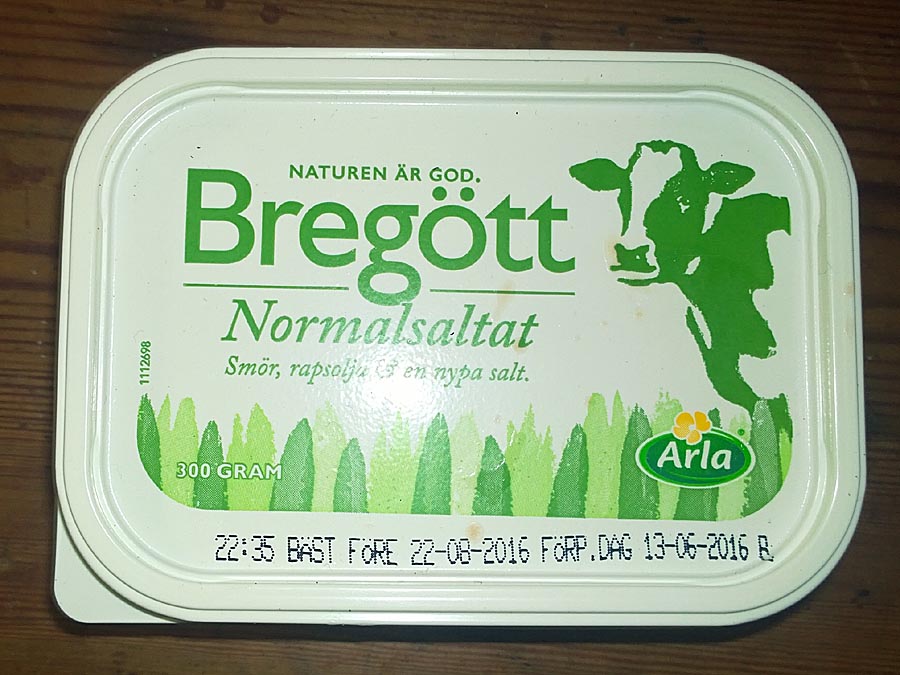 NATUREN ÄR GOD.
Bregött
Normalsaltat
Smör, rapsolja & en nypa salt.
1112698
300 GRAM
Arla
22:35 BÄST FÖRE 22-08-2016 FÖRP.DAG 13-06-2016 B